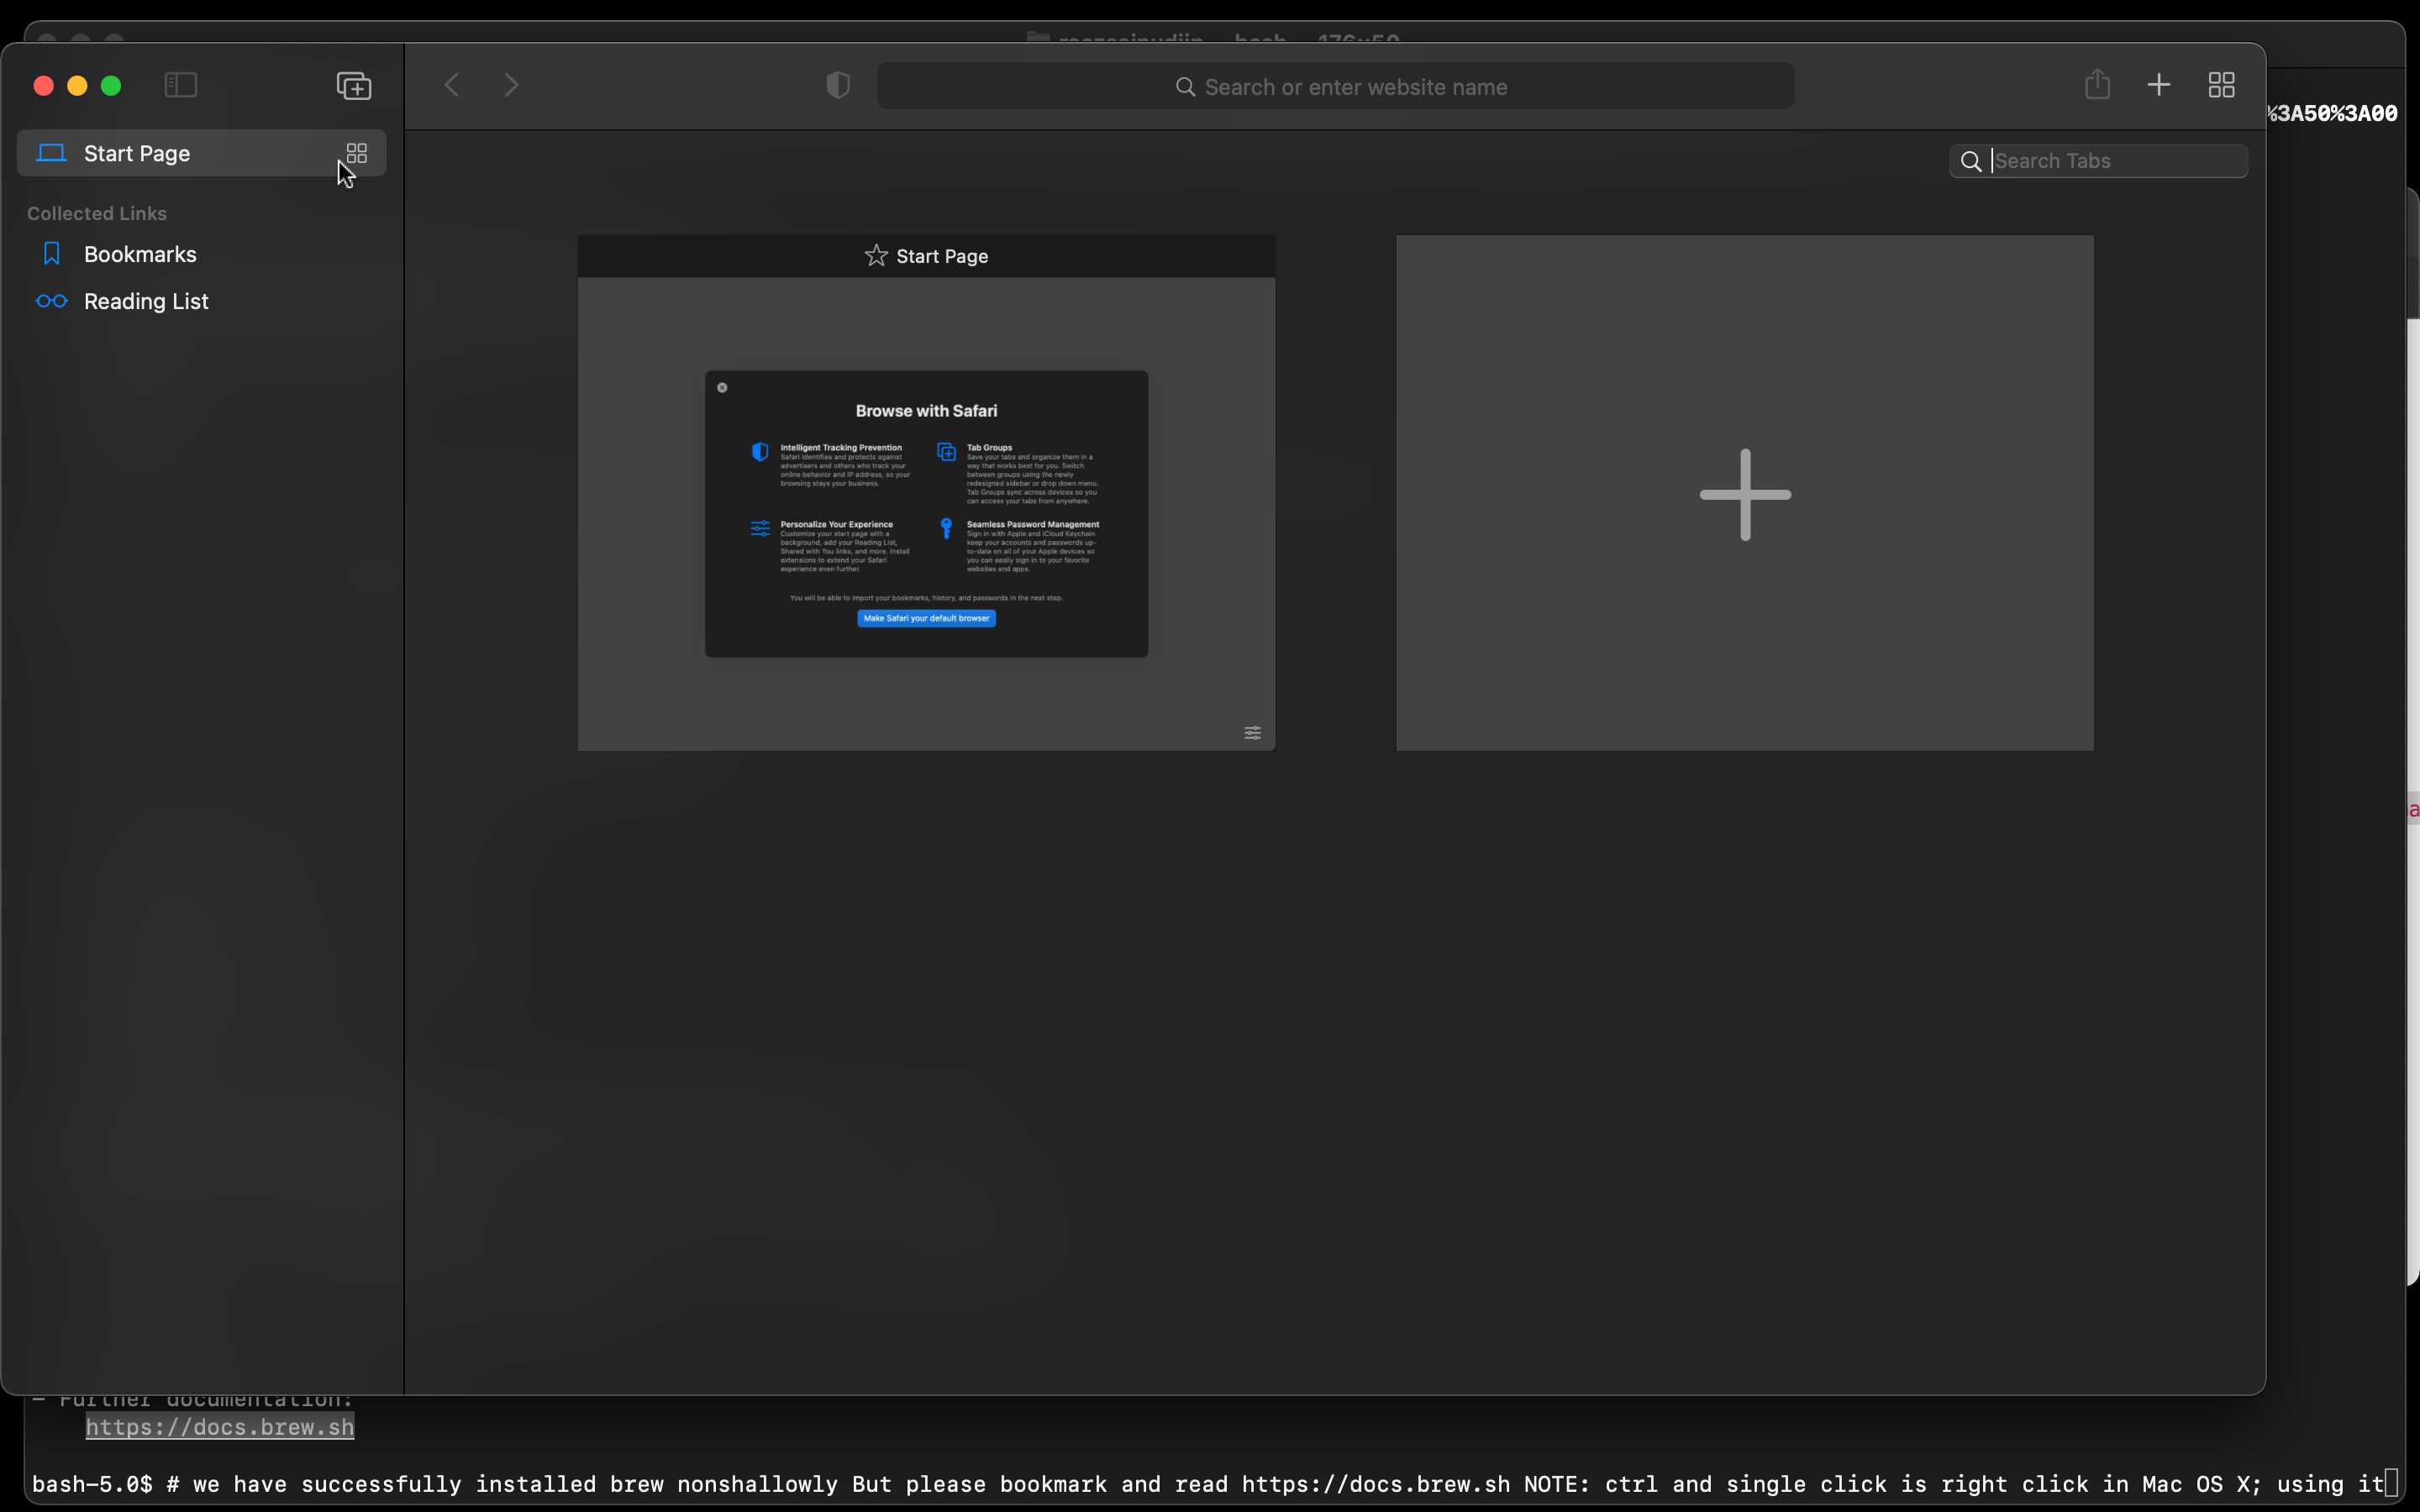 bash 176×50
Search or enter website name
%3A50%3A00
Start Page
Search Tabs
Collected Links
Bookmarks
Reading List
Start Page
Browse with Safari
Intelligent Tracking Prevention
Safari identifies and protects against
advertisers and others who track your
online behavior and IP address, so your
browsing stays your business.
Tab Groups
Save your tabs and organize them in a
way that works best for you. Switch
between groups using the newly
redesigned sidebar or drop down menu.
Tab Groups sync across devices so you
can access your tabs from anywhere.
Personalize Your Experience
Customize your start page with a
background, add your Reading List,
Shared with You links, and more. Install
extensions to extend your Safari
experience even further.
Seamless Password Management
Sign in with Apple and iCloud Keychain
keep your accounts and passwords up-
to-date on all of your Apple devices so
you can easily sign in to your favorite
websites and apps.
You will be able to import your bookmarks, history, and passwords in the next step.
Make Safari your default browser
a
– Further documentation:
https://docs.brew.sh
bash-5.0$ # we have successfully installed brew nonshallowly But please bookmark and read https://docs.brew.sh NOTE: ctrl and single click is right click in Mac OS X; using it